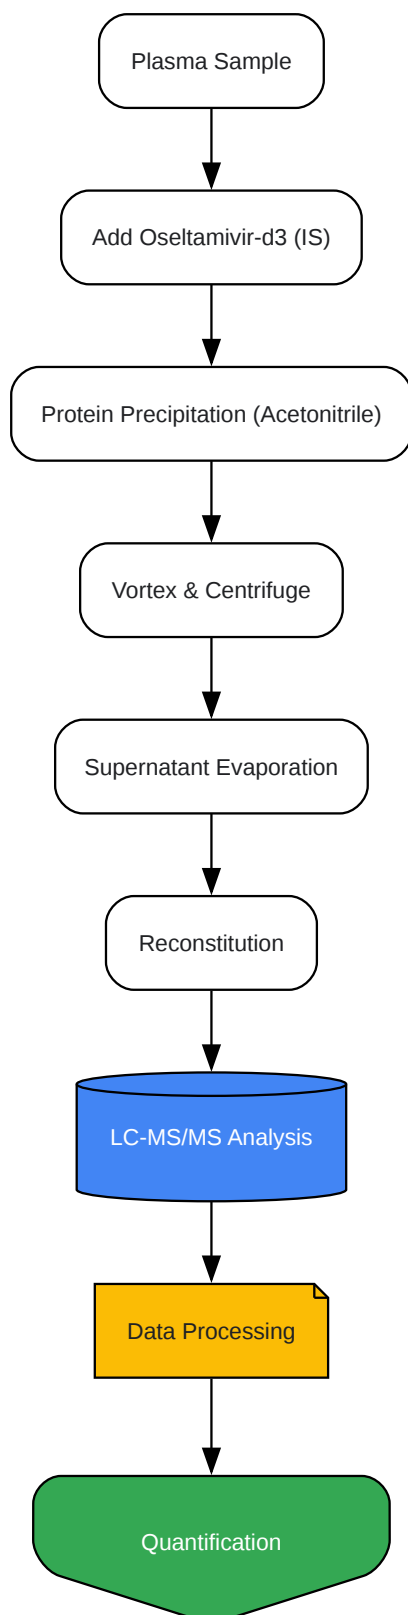 Plasma Sample
Add Oseltamivir-d3 (IS)
Protein Precipitation (Acetonitrile)
Vortex & Centrifuge
Supernatant Evaporation
Reconstitution
LC-MS/MS Analysis
Data Processing
Quantification